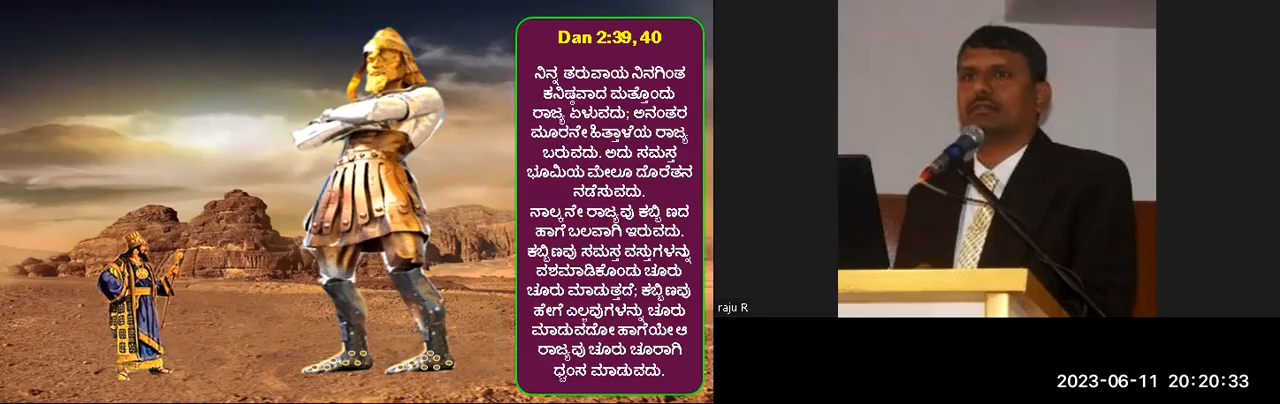 Dan 2:39, 40
ನಿನ್ನ ತರುವಾಯ ನಿನಗಿಂತ
ಕನಿಷ್ಠವಾದ ಮತ್ತೊಂದು
ರಾಜ್ಯ ಏಳುವದು; ಅನಂತರ
ಮೂರನೇ ಹಿತ್ತಾಳೆಯ ರಾಜ್ಯ
ಬರುವದು. ಅದು ಸಮಸ್ತ
ಭೂಮಿಯ ಮೇಲೂ ದೊರೆತನ
ನಡೆಸುವದು.
ನಾಲ್ಕನೇ ರಾಜ್ಯವು ಕಬ್ಬಿಣದ
ಹಾಗೆ ಬಲವಾಗಿ ಇರುವದು.
ಕಬ್ಬಿಣವು ಸಮಸ್ತ ವಸ್ತುಗಳನ್ನು
ವಶಮಾಡಿಕೊಂಡು ಚೂರು
ಚೂರು ಮಾಡುತ್ತದೆ; ಕಬ್ಬಿಣವು
ಹೇಗೆ ಎಲ್ಲವುಗಳನ್ನು ಚೂರು
ಮಾಡುವದೋ ಹಾಗೆಯೇ ಆ
ರಾಜ್ಯವು ಚೂರು ಚೂರಾಗಿ
ಧ್ವಂಸ ಮಾಡುವದು.
raju R
2023-06-11 20:20:33